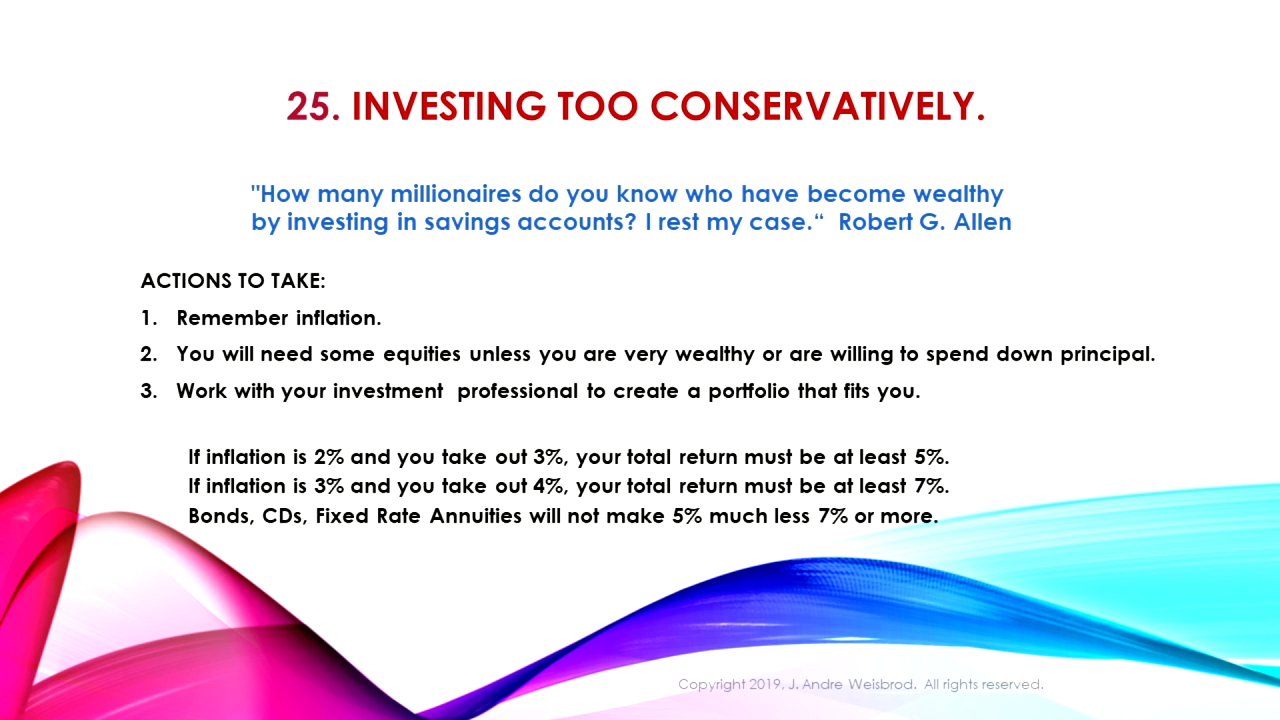 25. INVESTING TOO CONSERVATIVELY.
"How many millionaires do you know who have become wealthy
by investing in savings accounts? I rest my case.“  Robert G. Allen
ACTIONS TO TAKE:
1. Remember inflation.
2. You will need some equities unless you are very wealthy or are willing to spend down principal.
3. Work with your investment  professional to create a portfolio that fits you.
If inflation is 2% and you take out 3%, your total return must be at least 5%.
If inflation is 3% and you take out 4%, your total return must be at least 7%.
Bonds, CDs, Fixed Rate Annuities will not make 5% much less 7% or more.
Copyright 2019, J. Andre Weisbrod.  All rights reserved.